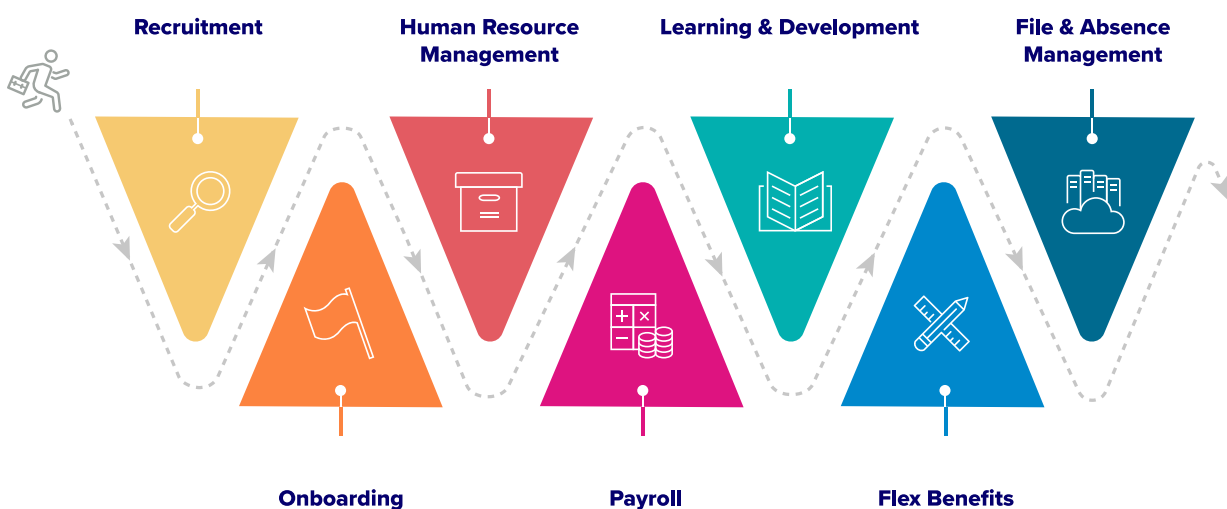 Recruitment
Human Resource
Management
Learning & Development
File & Absence
Management
Onboarding
Payroll
Flex Benefits